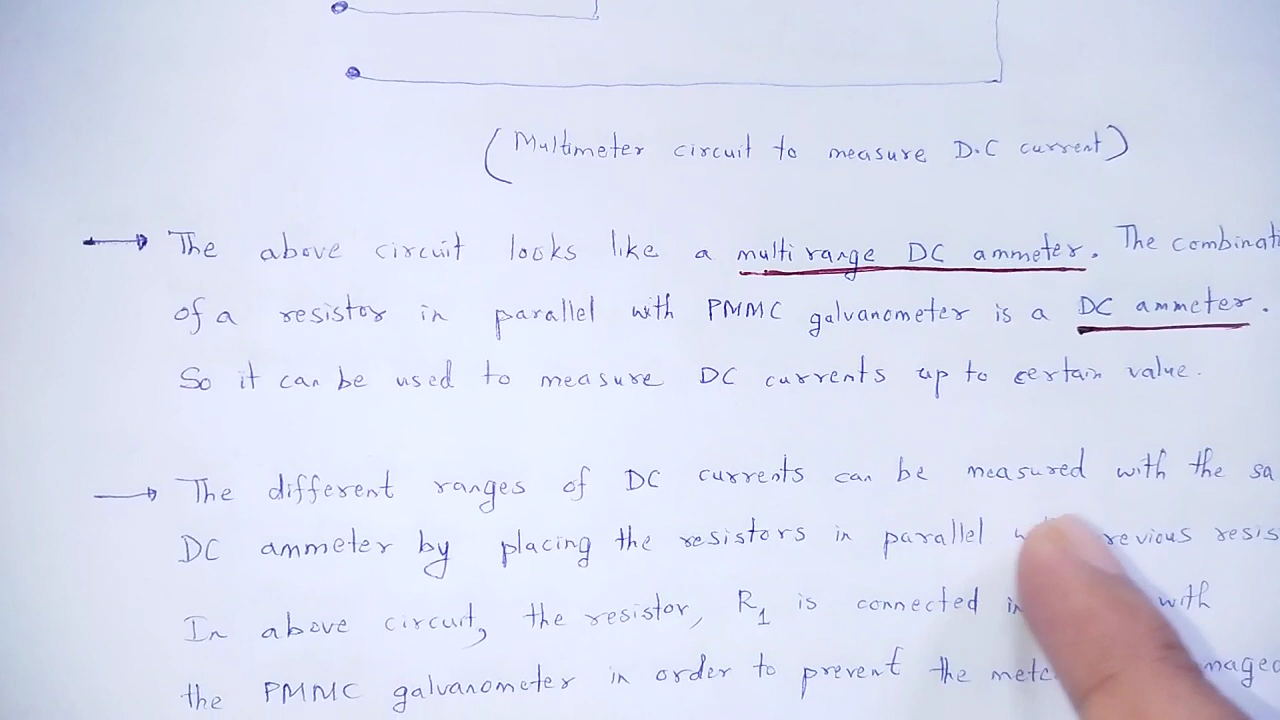 (Multimeter circuit to measure D.C current)
The above circuit looks like a multi range DC ammeter. The combinati
of a resistor in parallel with PMMC galvanometer is a DC ammeter.
So it can be used to measure DC currents up to certain value.
The different ranges of DC currents can be measured with the sa
DC ammeter by placing the resistors in parallel revious resis
In above circuit, the resistor, R1 is connected in with
the PMMC galvanometer in order to prevent the mete maged